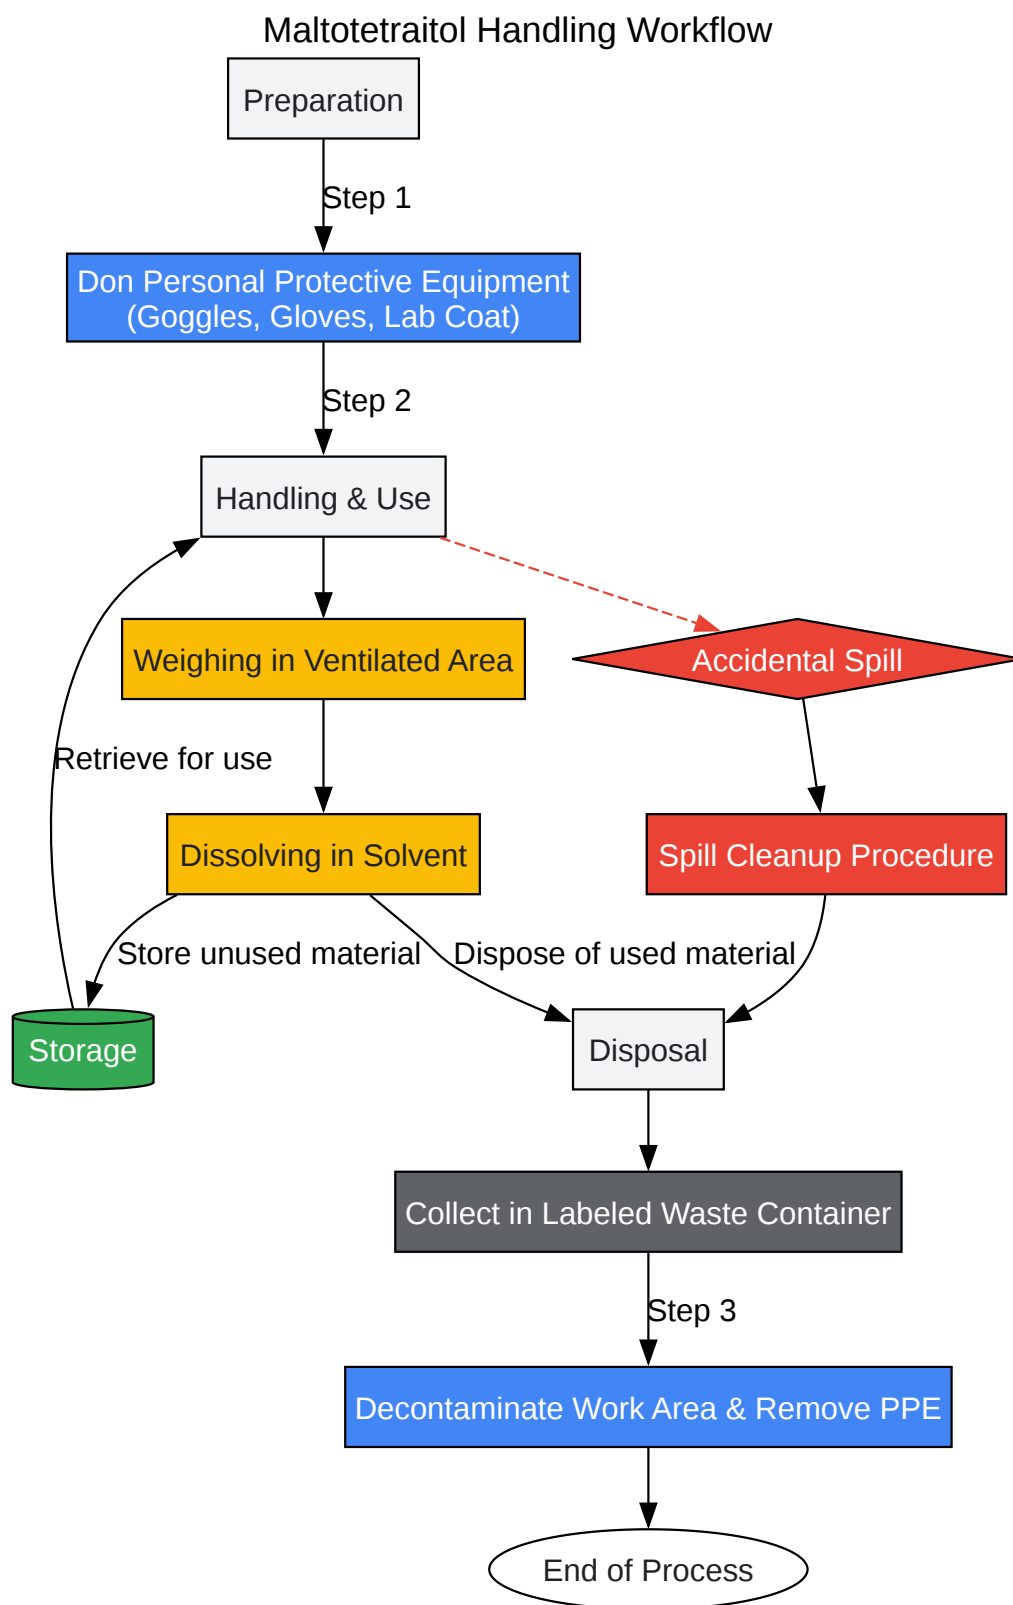 Maltotetraitol Handling Workflow
Preparation
Step 1
Don Personal Protective Equipment
(Goggles, Gloves, Lab Coat)
Step 2
Handling & Use
Weighing in Ventilated Area
Accidental Spill
Retrieve for use
Dissolving in Solvent
Spill Cleanup Procedure
Store unused material
Dispose of used material
Storage
Disposal
Collect in Labeled Waste Container
Step 3
Decontaminate Work Area & Remove PPE
End of Process